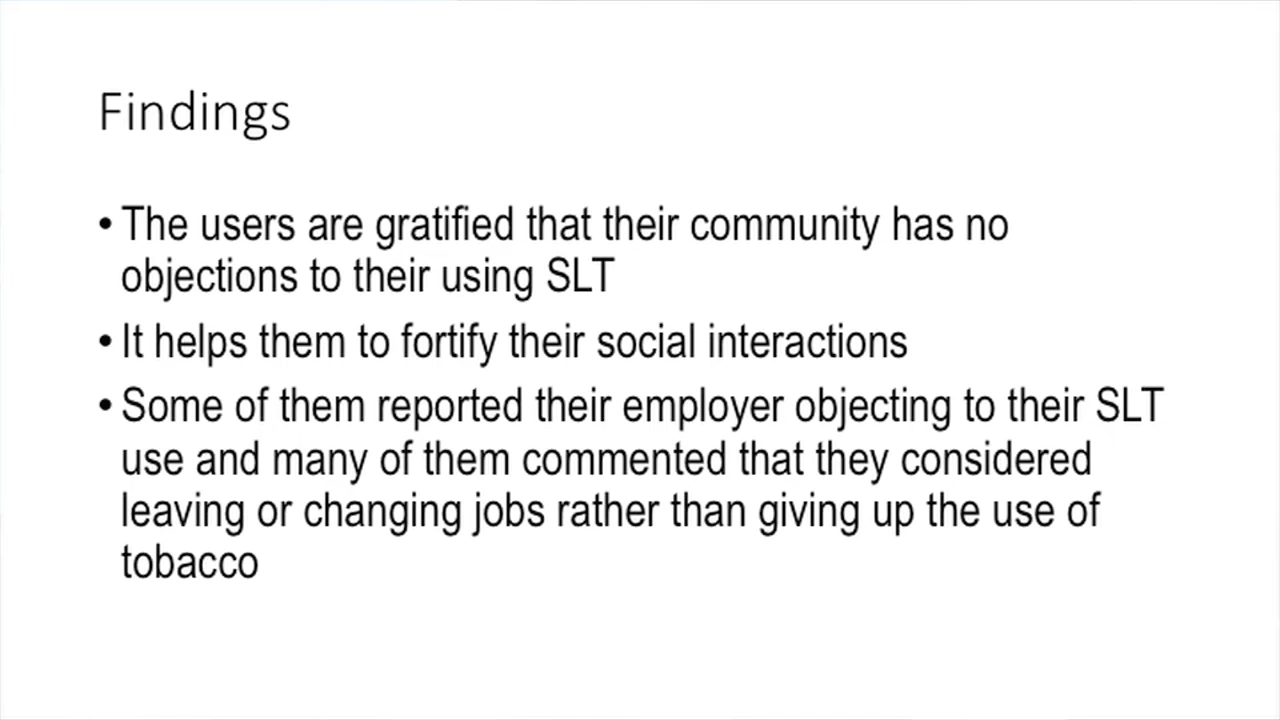 Findings
• The users are gratified that their community has no
objections to their using SLT
• It helps them to fortify their social interactions
• Some of them reported their employer objecting to their SLT
use and many of them commented that they considered
leaving or changing jobs rather than giving up the use of
tobacco